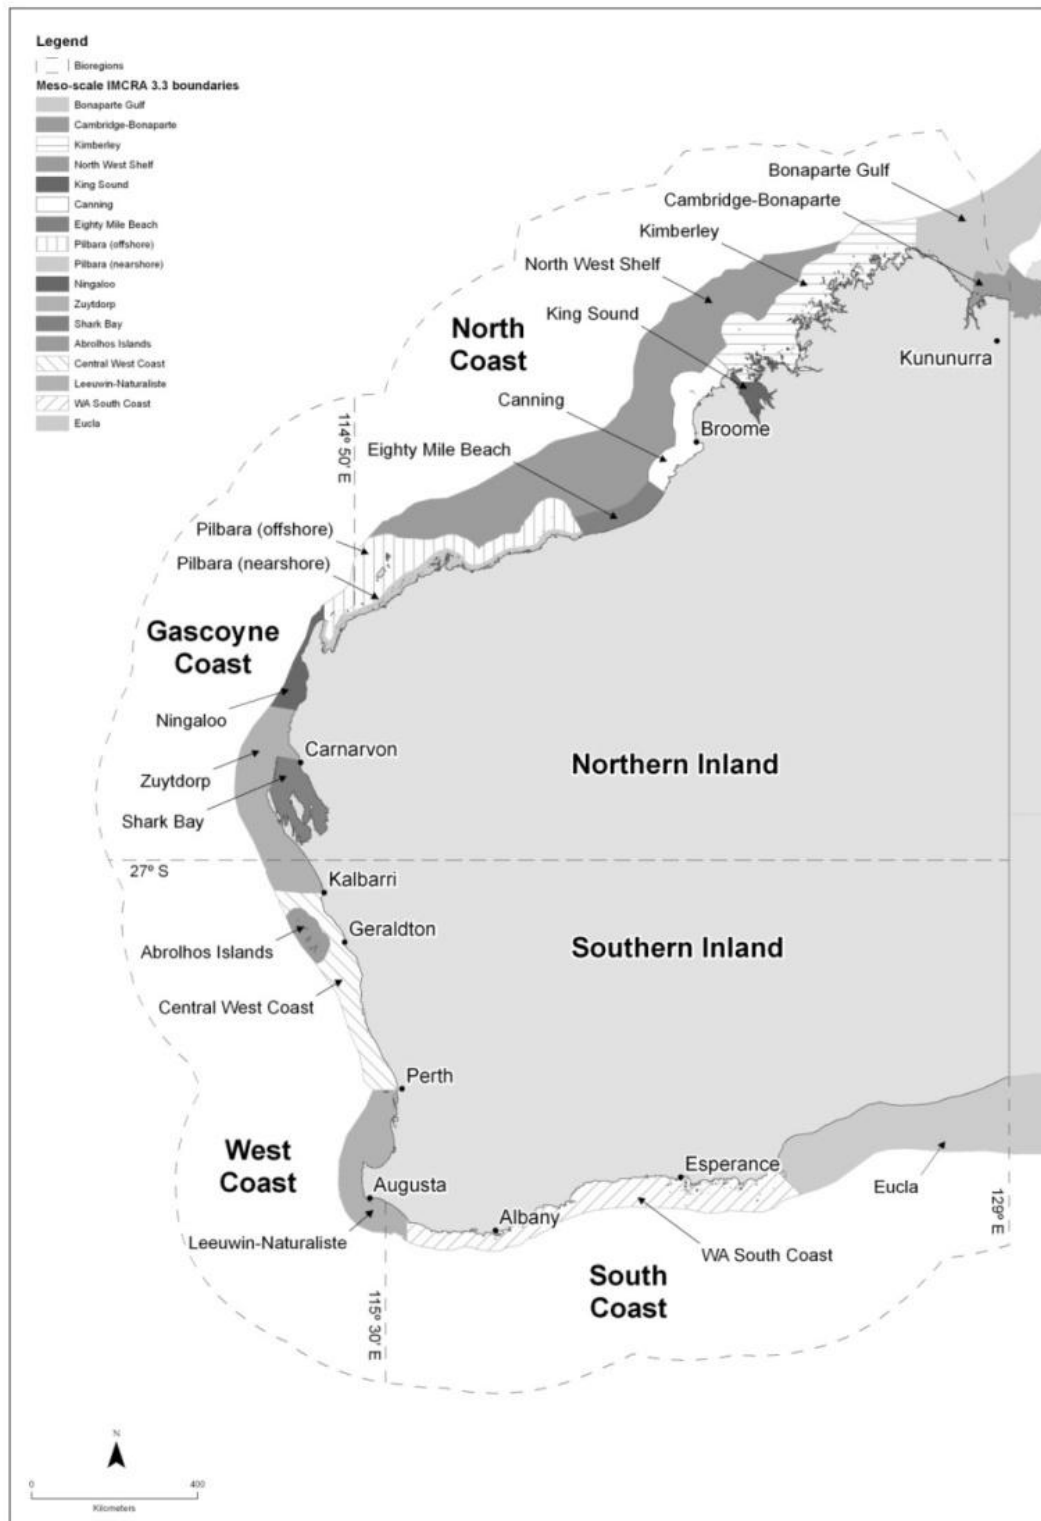 Legend
Bioregions
Meso-scale IMCRA 3.3 boundaries
Bonaparte Gulf
Cambridge-Bonaparte
Kimberley
North West Shelf
King Sound
Canning
Eighty Mile Beach
Pilbara (offshore)
Pilbara (nearshore)
Ningaloo
Zuytdorp
Shark Bay
Abrolhos Islands
Central West Coast
Leeuwin-Naturaliste
WA South Coast
Eucla
Bonaparte Gulf
Cambridge-Bonaparte
Kimberley
North West Shelf
King Sound
North
Coast
Kununurra
Canning
Broome
114º 50' E
Eighty Mile Beach
Pilbara (offshore)
Pilbara (nearshore)
Gascoyne
Coast
Ningaloo
Carnarvon
Northern Inland
Zuytdorp
Shark Bay
27º S
Kalbarri
Geraldton
Southern Inland
Abrolhos Islands
Central West Coast
Perth
West
Coast
Esperance
Augusta
Eucla
129º E
Albany
Leeuwin-Naturaliste
WA South Coast
South
Coast
115º 30' E
N
0
400
Kilometers